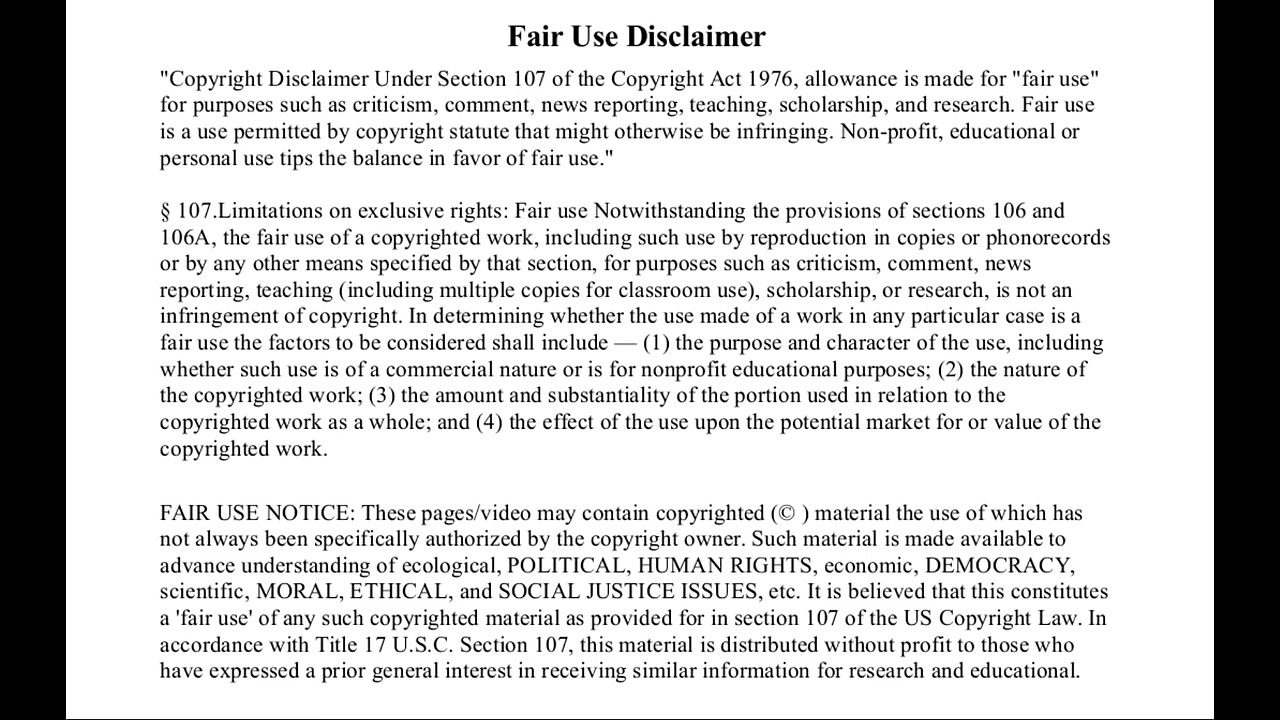 Fair Use Disclaimer
"Copyright Disclaimer Under Section 107 of the Copyright Act 1976, allowance is made for "fair use"
for purposes such as criticism, comment, news reporting, teaching, scholarship, and research. Fair use
is a use permitted by copyright statute that might otherwise be infringing. Non-profit, educational or
personal use tips the balance in favor of fair use."
§ 107.Limitations on exclusive rights: Fair use Notwithstanding the provisions of sections 106 and
106A, the fair use of a copyrighted work, including such use by reproduction in copies or phonorecords
or by any other means specified by that section, for purposes such as criticism, comment, news
reporting, teaching (including multiple copies for classroom use), scholarship, or research, is not an
infringement of copyright. In determining whether the use made of a work in any particular case is a
fair use the factors to be considered shall include — (1) the purpose and character of the use, including
whether such use is of a commercial nature or is for nonprofit educational purposes; (2) the nature of
the copyrighted work; (3) the amount and substantiality of the portion used in relation to the
copyrighted work as a whole; and (4) the effect of the use upon the potential market for or value of the
copyrighted work.
FAIR USE NOTICE: These pages/video may contain copyrighted (© ) material the use of which has
not always been specifically authorized by the copyright owner. Such material is made available to
advance understanding of ecological, POLITICAL, HUMAN RIGHTS, economic, DEMOCRACY,
scientific, MORAL, ETHICAL, and SOCIAL JUSTICE ISSUES, etc. It is believed that this constitutes
a 'fair use' of any such copyrighted material as provided for in section 107 of the US Copyright Law. In
accordance with Title 17 U.S.C. Section 107, this material is distributed without profit to those who
have expressed a prior general interest in receiving similar information for research and educational.